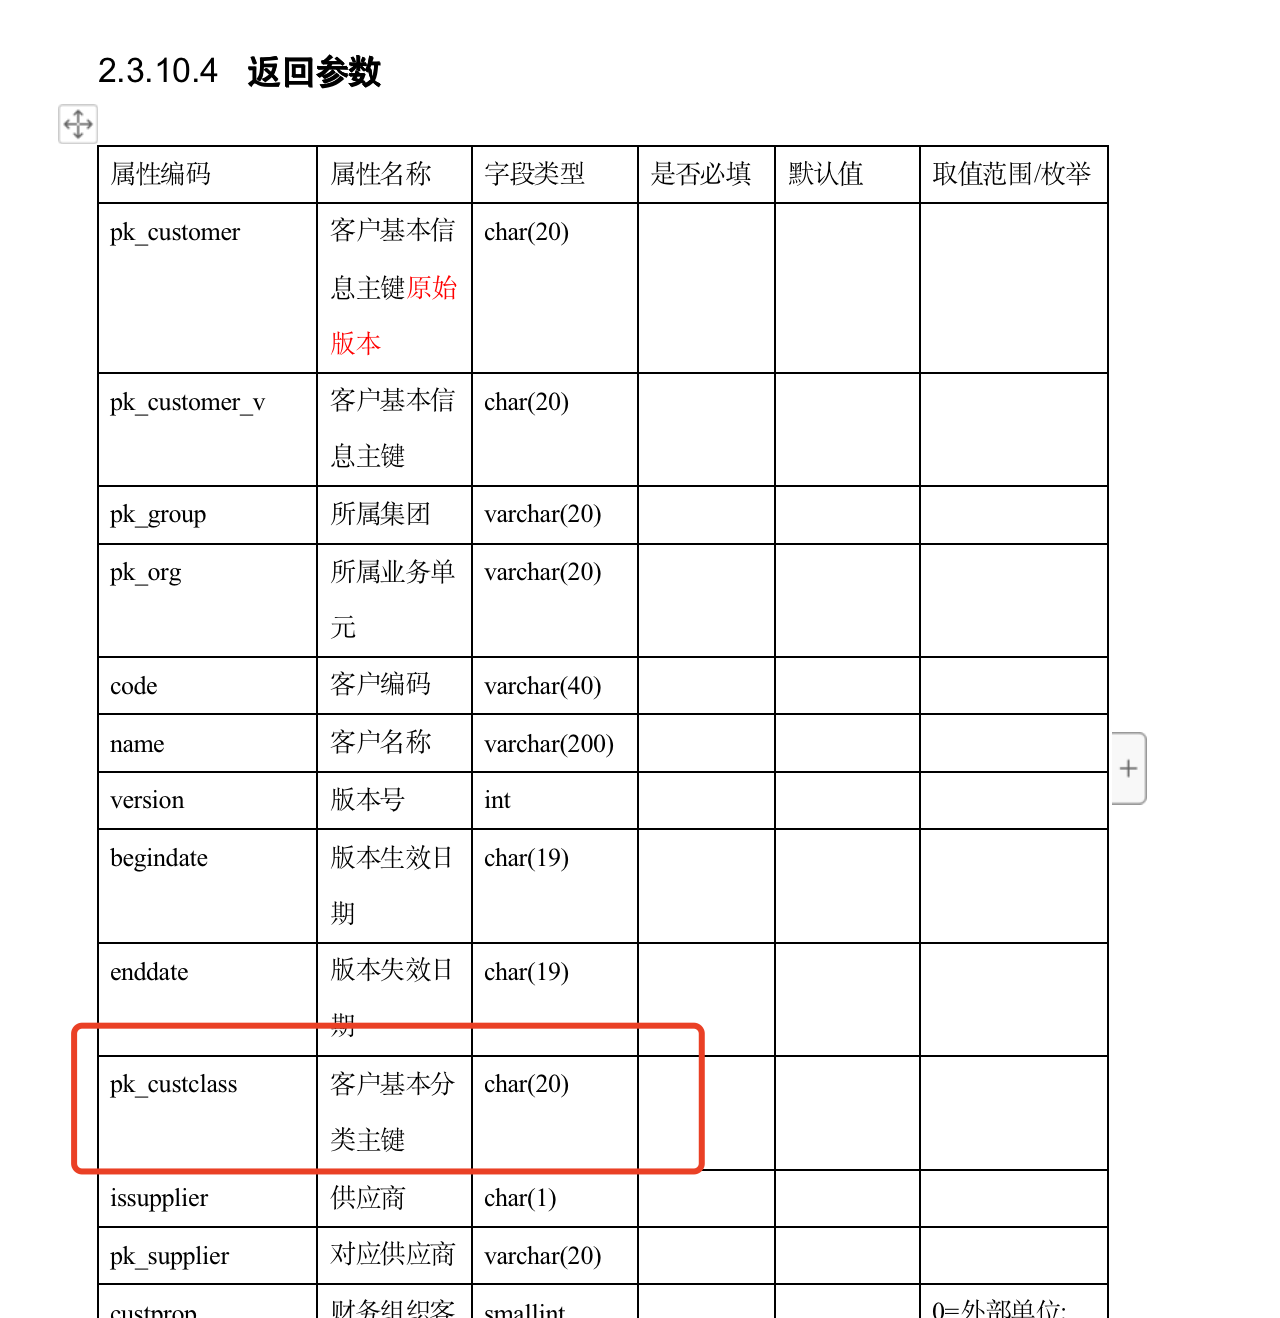 2.3.10.4 返回参数
属性编码 属性名称 字段类型 是否必填 默认值 取值范围/枚举
pk_customer 客户基本信 char(20)
息主键原始
版本
pk_customer_v 客户基本信 char(20)
息主键
pk_group 所属集团 varchar(20)
pk_org 所属业务单 varchar(20)
元
code 客户编码 varchar(40)
name 客户名称 varchar(200)
version 版本号 int
begindate 版本生效日 char(19)
期
enddate 版本失效日 char(19)
期
pk_custclass 客户基本分 char(20)
类主键
issupplier 供应商 char(1)
pk_supplier 对应供应商 varchar(20)
custprop 财务组织客 smallint 0=外部单位;